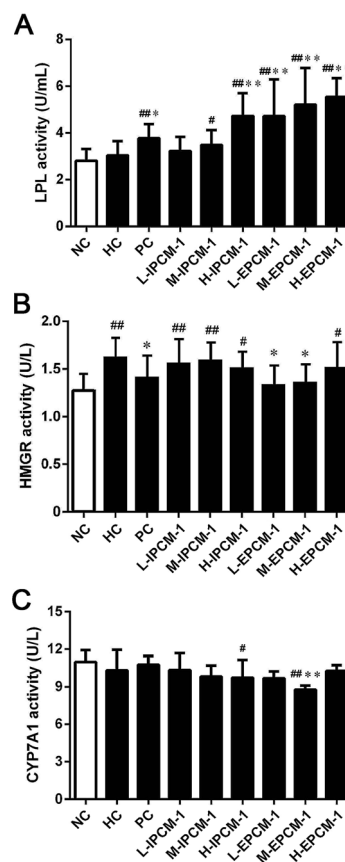 A
LPL activity (U/mL)
8
6
4
2
0
##*
#
##**
##**
##**
##*
NC
HC
PC
L-IPCM-1
M-IPCM-1
H-IPCM-1
L-EPCM-1
M-EPCM-1
H-EPCM-1
B
HMGR activity (U/L)
2.0
1.5
1.0
0.5
0.0
##
*
##
##
#
*
*
#
NC
HC
PC
L-IPCM-1
M-IPCM-1
H-IPCM-1
L-EPCM-1
M-EPCM-1
H-EPCM-1
C
CYP7A1 activity (U/L)
15
12
9
6
3
0
#
##**
NC
HC
PC
L-IPCM-1
M-IPCM-1
H-IPCM-1
L-EPCM-1
M-EPCM-1
H-EPCM-1